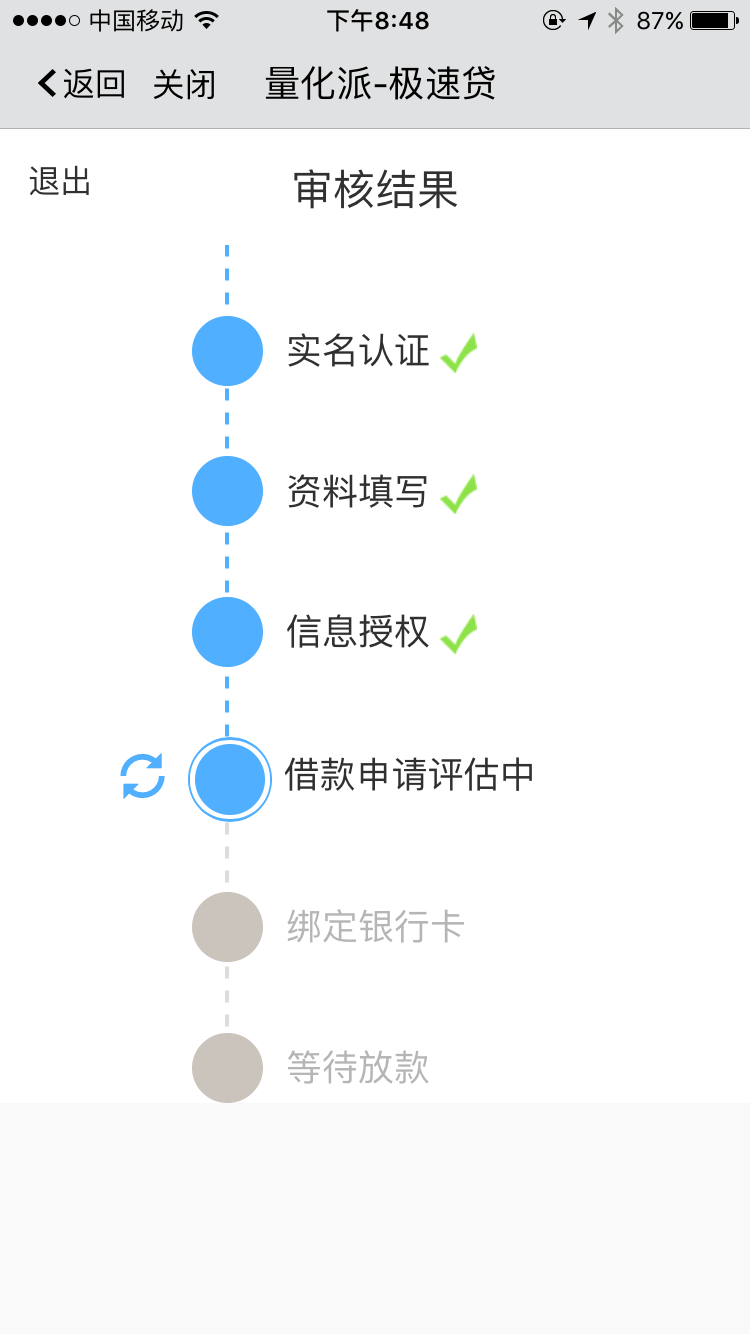 中国移动 下午8:48 87%
返回 关闭 量化派-极速贷
退出 审核结果
实名认证
资料填写
信息授权
借款申请评估中
绑定银行卡
等待放款